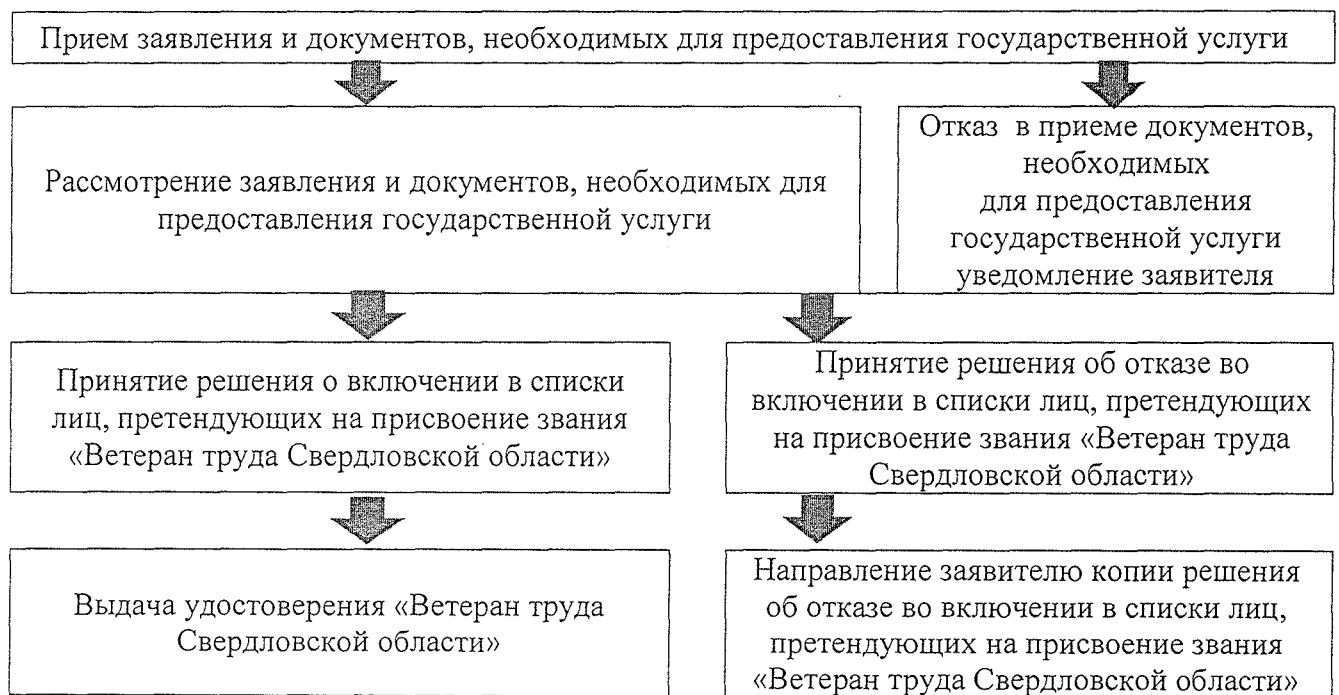 Прием заявления и документов, необходимых для предоставления государственной услуги
Рассмотрение заявления и документов, необходимых для
предоставления государственной услуги
Отказ в приеме документов,
необходимых
для предоставления
государственной услуги
уведомление заявителя
Принятие решения о включении в списки
лиц, претендующих на присвоение звания
«Ветеран труда Свердловской области»
Принятие решения об отказе во
включении в списки лиц, претендующих
на присвоение звания «Ветеран труда
Свердловской области»
Выдача удостоверения «Ветеран труда
Свердловской области»
Направление заявителю копии решения
об отказе во включении в списки лиц,
претендующих на присвоение звания
«Ветеран труда Свердловской области»